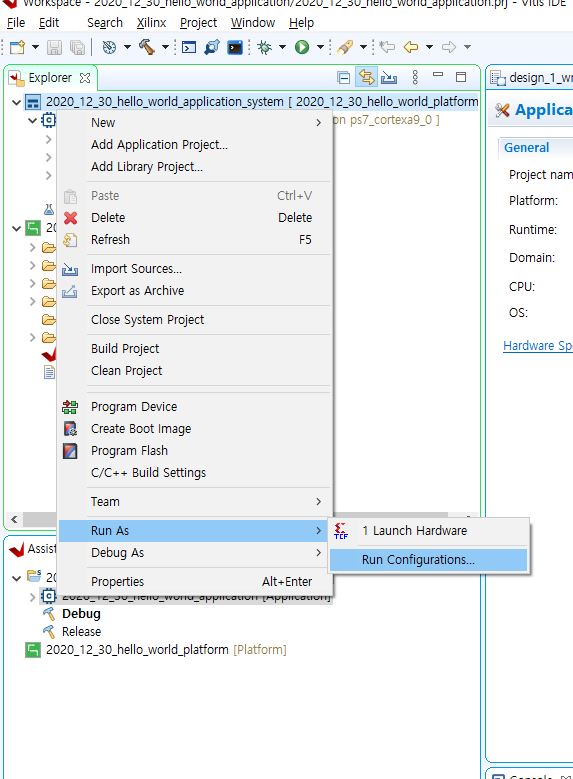 Workspace - 2020_12_30_hello_world_application/2020_12_30_hello_world_application.prj - Vitis IDE
File Edit Search Xilinx Project Window Help
Explorer
design_1_wr
2020_12_30_hello_world_application_system [ 2020_12_30_hello_world_platform
on ps7_cortexa9_0 ]
20
New
Add Application Project...
Add Library Project...
Paste Ctrl+V
Delete Delete
Refresh F5
Import Sources...
Export as Archive
Close System Project
Build Project
Clean Project
Program Device
Create Boot Image
Program Flash
C/C++ Build Settings
Team
Run As
Debug As
Properties Alt+Enter
TCF 1 Launch Hardware
Run Configurations...
Applica
General
Project nam
Platform:
Runtime:
Domain:
CPU:
OS:
Hardware Sp
Assist
20
2020_12_30_hello_world_application [Application]
Debug
Release
2020_12_30_hello_world_platform [Platform]
Console